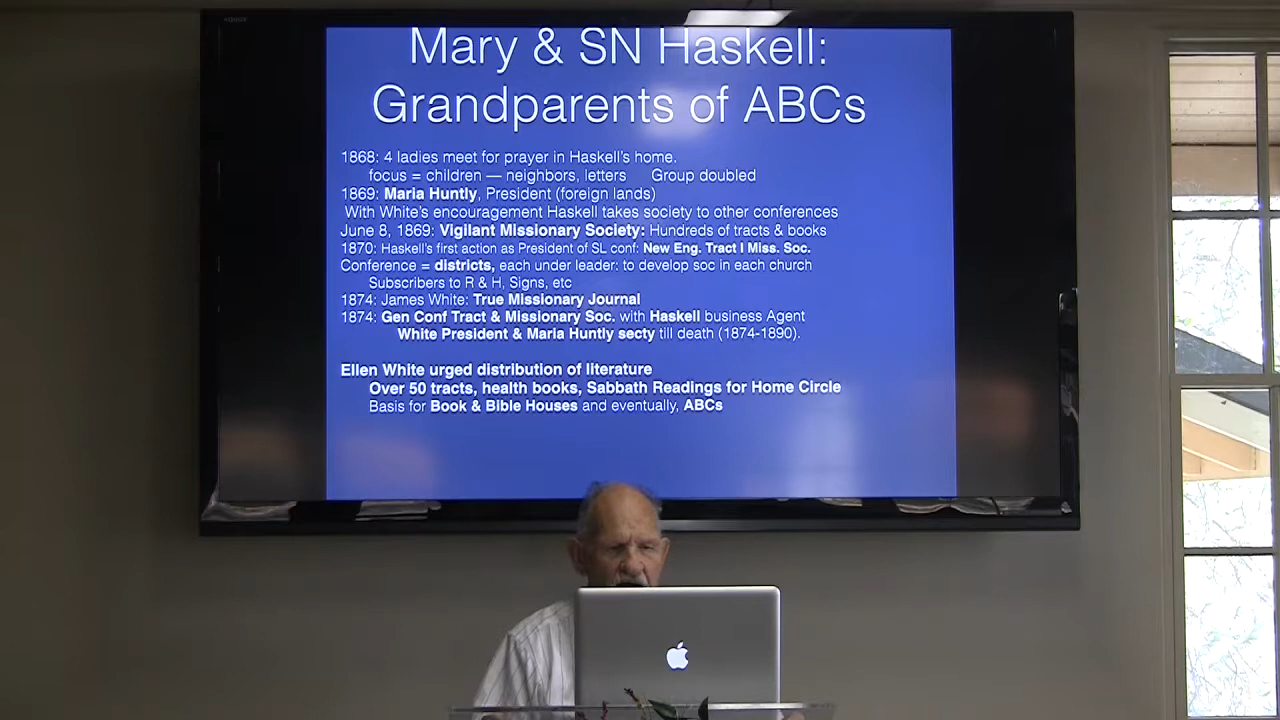 Mary & SN Haskell:
Grandparents of ABCs
1868: 4 ladies meet for prayer in Haskell's home.
focus = children — neighbors, letters Group doubled
1869: Maria Huntly, President (foreign lands)
With White's encouragement Haskell takes society to other conferences
June 8, 1869: Vigilant Missionary Society: Hundreds of tracts & books
1870: Haskell's first action as President of SL conf: New Eng. Tract I Miss. Soc.
Conference = districts, each under leader: to develop soc in each church
Subscribers to R & H, Signs, etc
1874: James White: True Missionary Journal
1874: Gen Conf Tract & Missionary Soc. with Haskell business Agent
White President & Maria Huntly secty till death (1874-1890).
Ellen White urged distribution of literature
Over 50 tracts, health books, Sabbath Readings for Home Circle
Basis for Book & Bible Houses and eventually, ABCs